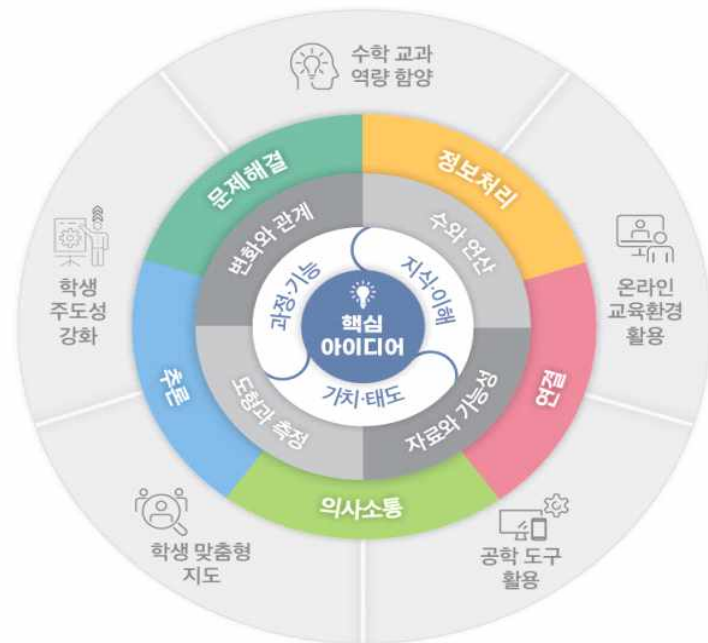 수학 교과
역량 함양
문제해결
정보처리
변화와 관계
수와 연산
과정·기능
지식·이해
핵심
아이디어
가치·태도
학생
주도성
강화
온라인
교육환경
활용
추론
연결
도형과 측정
자료와 가능성
의사소통
학생 맞춤형
지도
공학 도구
활용